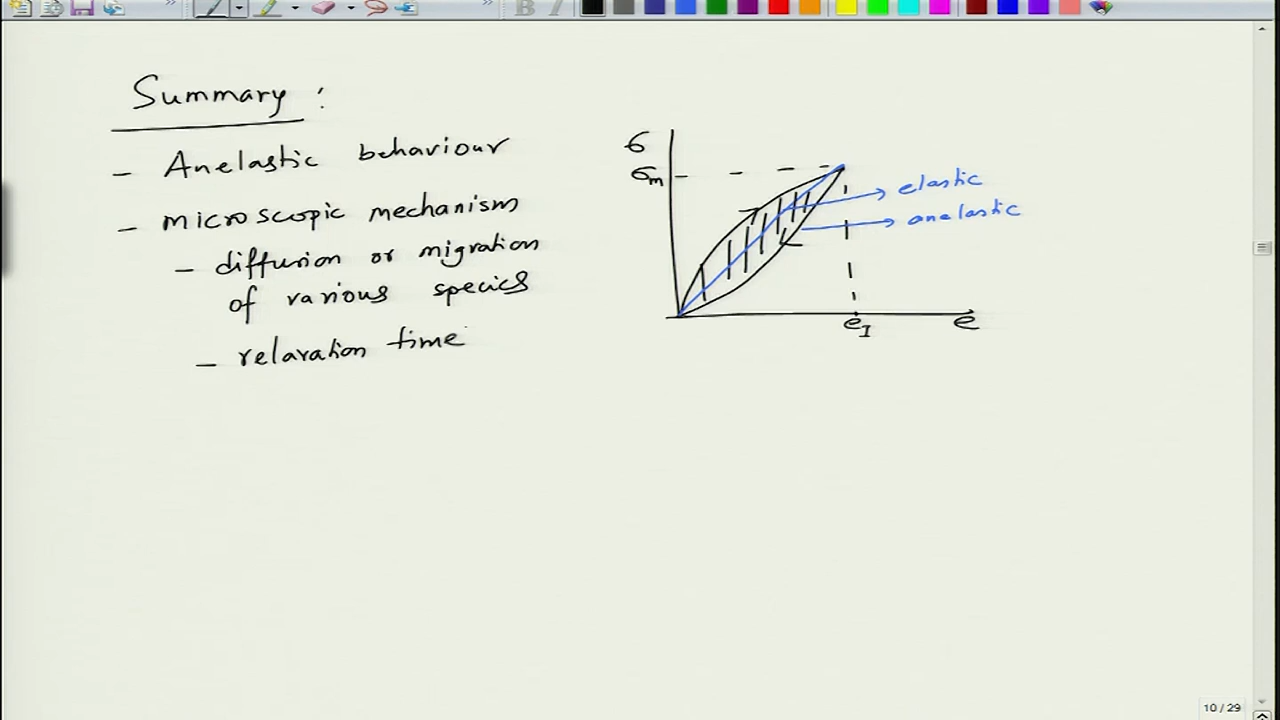 Summary :
- Anelastic behaviour
- microscopic mechanism
- diffusion or migration
of various species
- relaxation time
σ
σm
elastic
anelastic
eI
e
B I
10 / 29